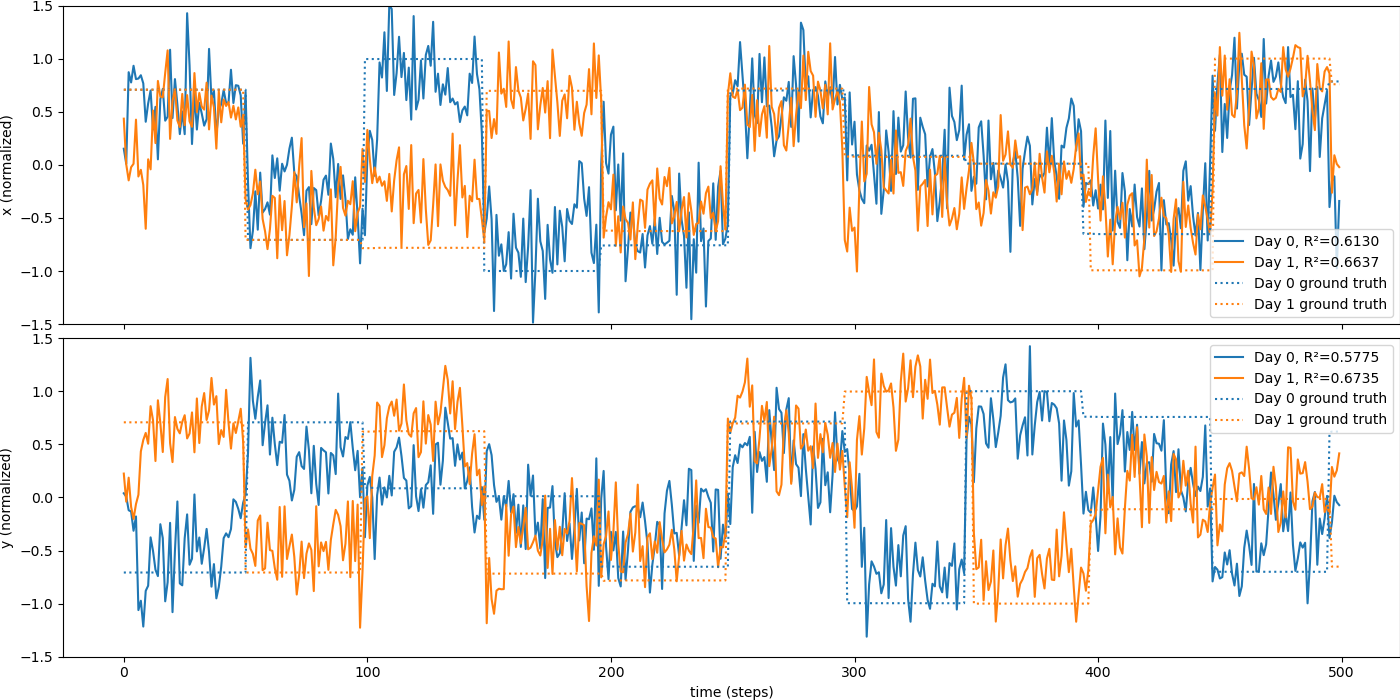 x (normalized)
1.5
1.0
0.5
0.0
−0.5
−1.0
−1.5
Day 0, R²=0.6130
Day 1, R²=0.6637
Day 0 ground truth
Day 1 ground truth
y (normalized)
1.5
1.0
0.5
0.0
−0.5
−1.0
−1.5
Day 0, R²=0.5775
Day 1, R²=0.6735
Day 0 ground truth
Day 1 ground truth
0 100 200 300 400 500
time (steps)